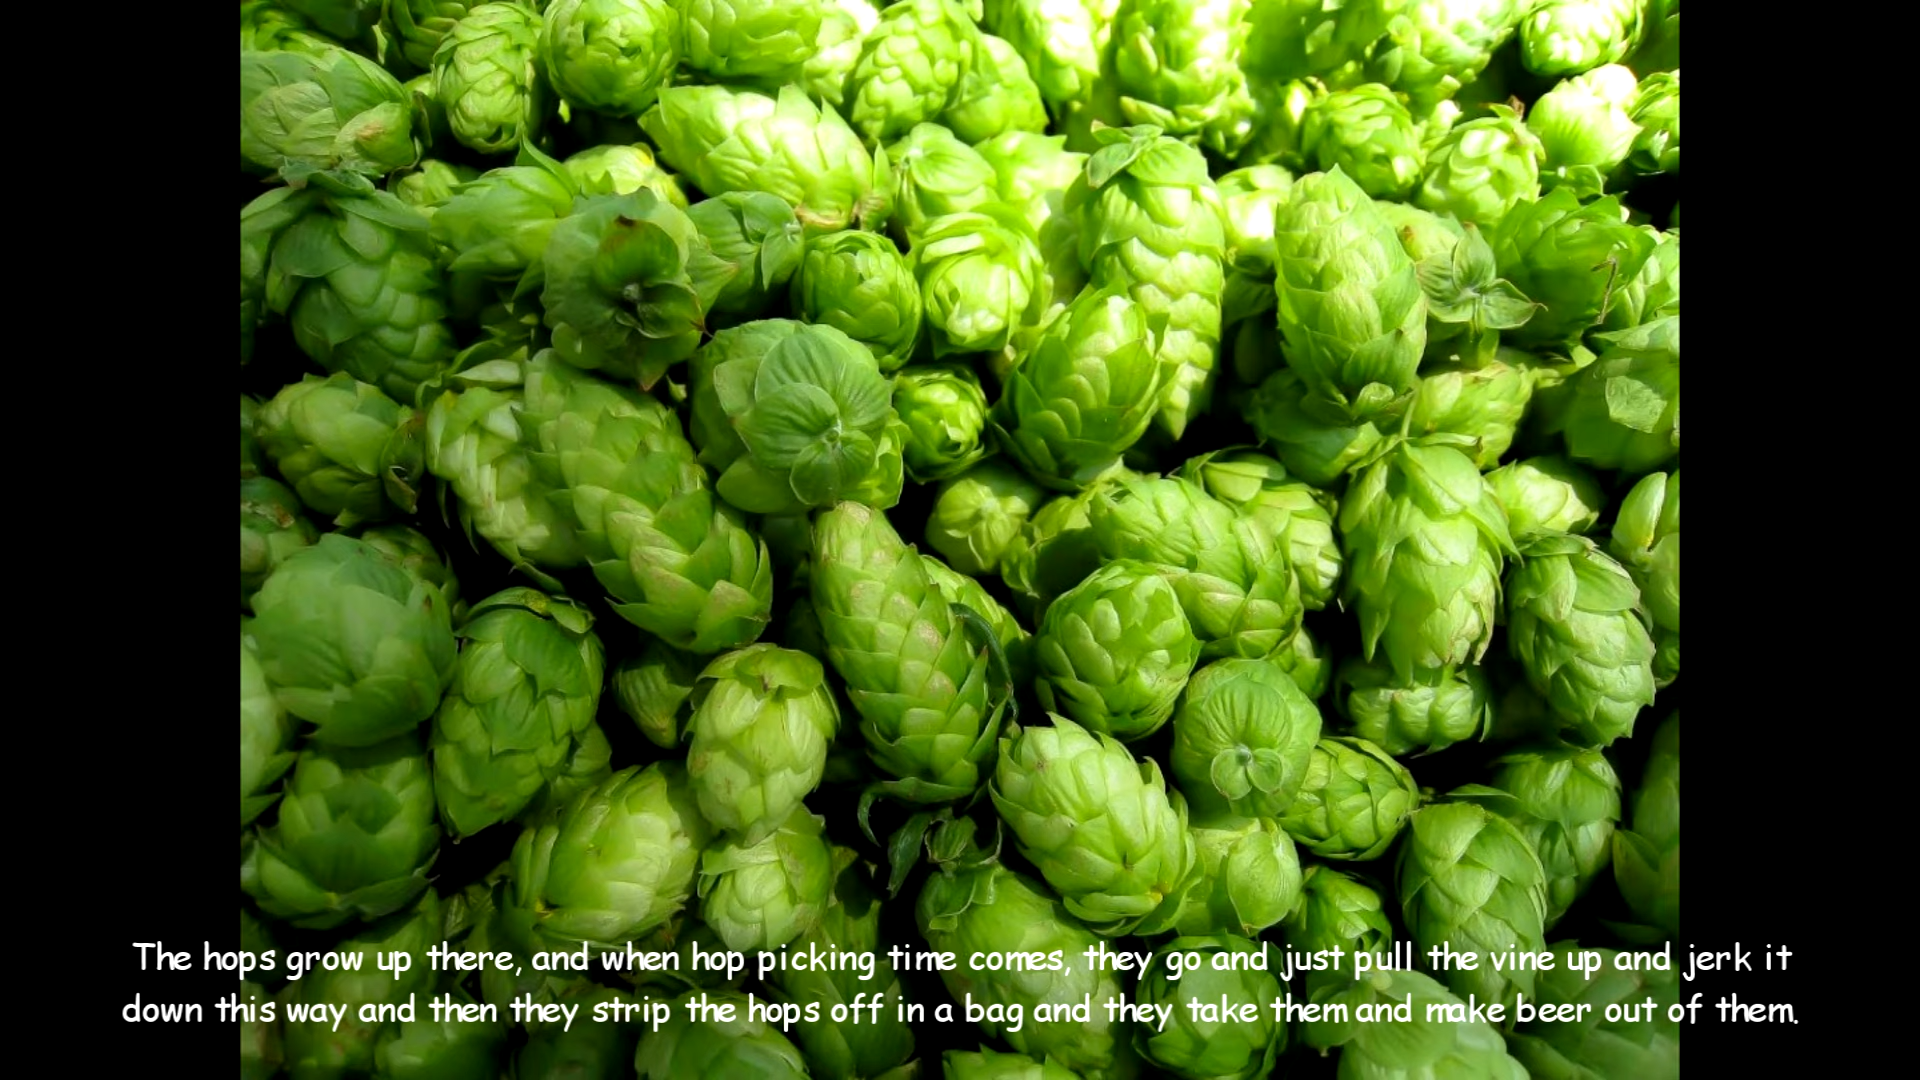 The hops grow up there, and when hop picking time comes, they go and just pull the vine up and jerk it
down this way and then they strip the hops off in a bag and they take them and make beer out of them.